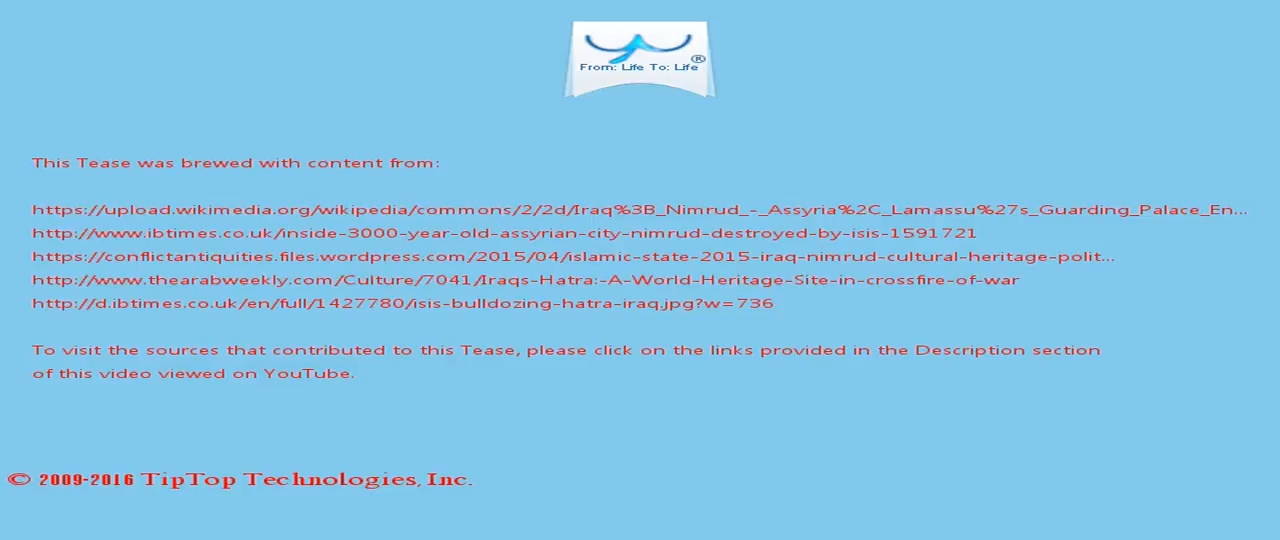 From: Life To: Life®
This Tease was brewed with content from:
https://upload.wikimedia.org/wikipedia/commons/2/2d/Iraq%3B_Nimrud_-_Assyria%2C_Lamassu%27s_Guarding_Palace_En...
http://www.ibtimes.co.uk/inside-3000-year-old-assyrian-city-nimrud-destroyed-by-isis-1591721
https://conflictantiquities.files.wordpress.com/2015/04/islamic-state-2015-iraq-nimrud-cultural-heritage-polit...
http://www.thearabweekly.com/Culture/7041/Iraqs-Hatra:-A-World-Heritage-Site-in-crossfire-of-war
http://d.ibtimes.co.uk/en/full/1427780/isis-bulldozing-hatra-iraq.jpg?w=736
To visit the sources that contributed to this Tease, please click on the links provided in the Description section
of this video viewed on YouTube.
© 2009-2016 TipTop Technologies, Inc.